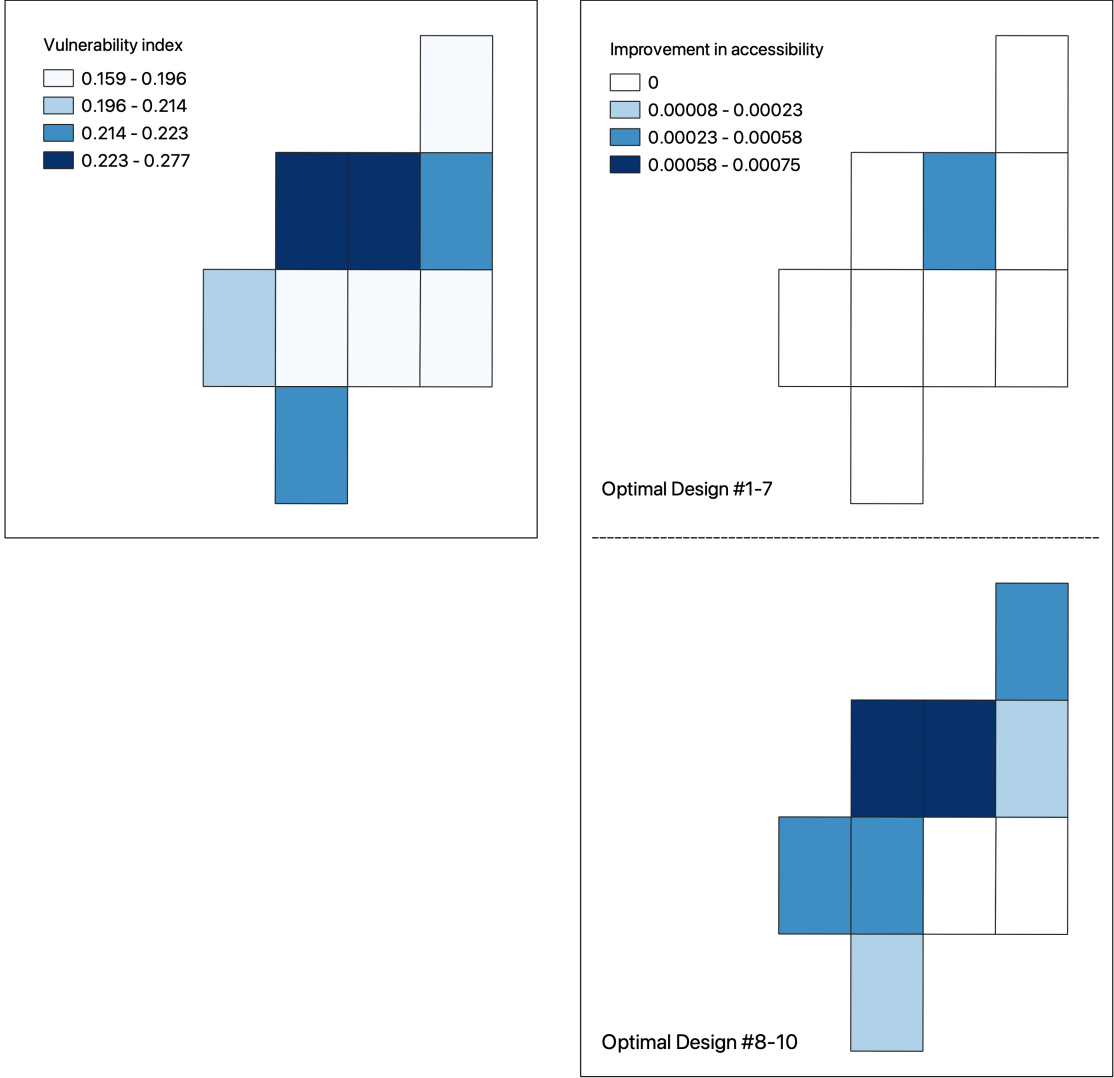 Vulnerability index
0.159 - 0.196
0.196 - 0.214
0.214 - 0.223
0.223 - 0.277
Improvement in accessibility
0
0.00008 - 0.00023
0.00023 - 0.00058
0.00058 - 0.00075
Optimal Design #1-7
Optimal Design #8-10